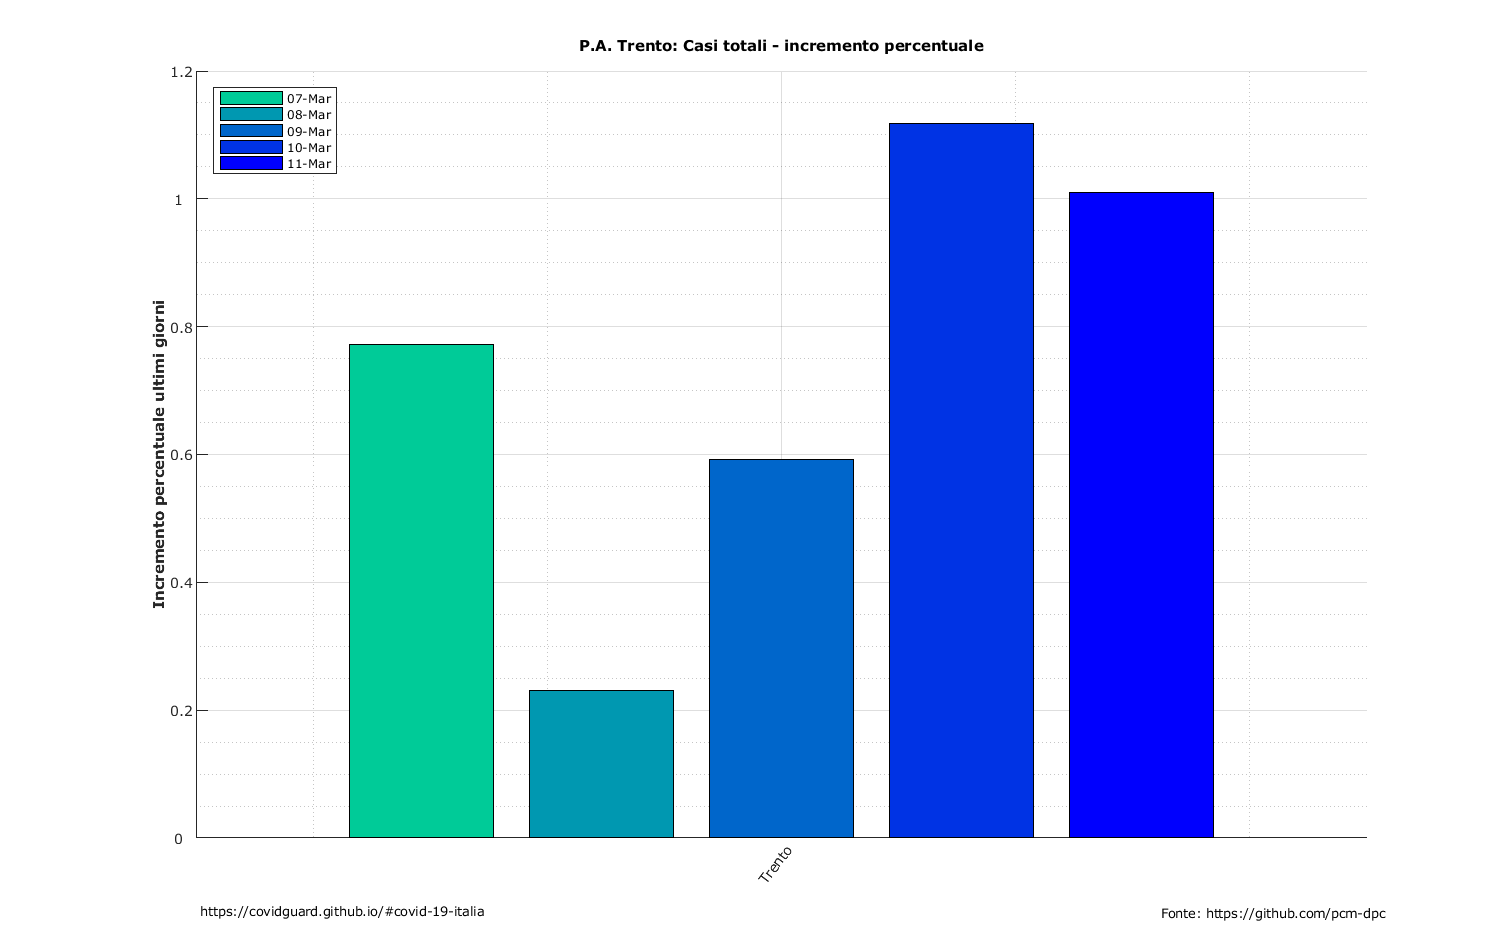 P.A. Trento: Casi totali - incremento percentuale
1.2
1
0.8
0.6
0.4
0.2
0
Incremento percentuale ultimi giorni
07-Mar
08-Mar
09-Mar
10-Mar
11-Mar
Trento
https://covidguard.github.io/#covid-19-italia
Fonte: https://github.com/pcm-dpc